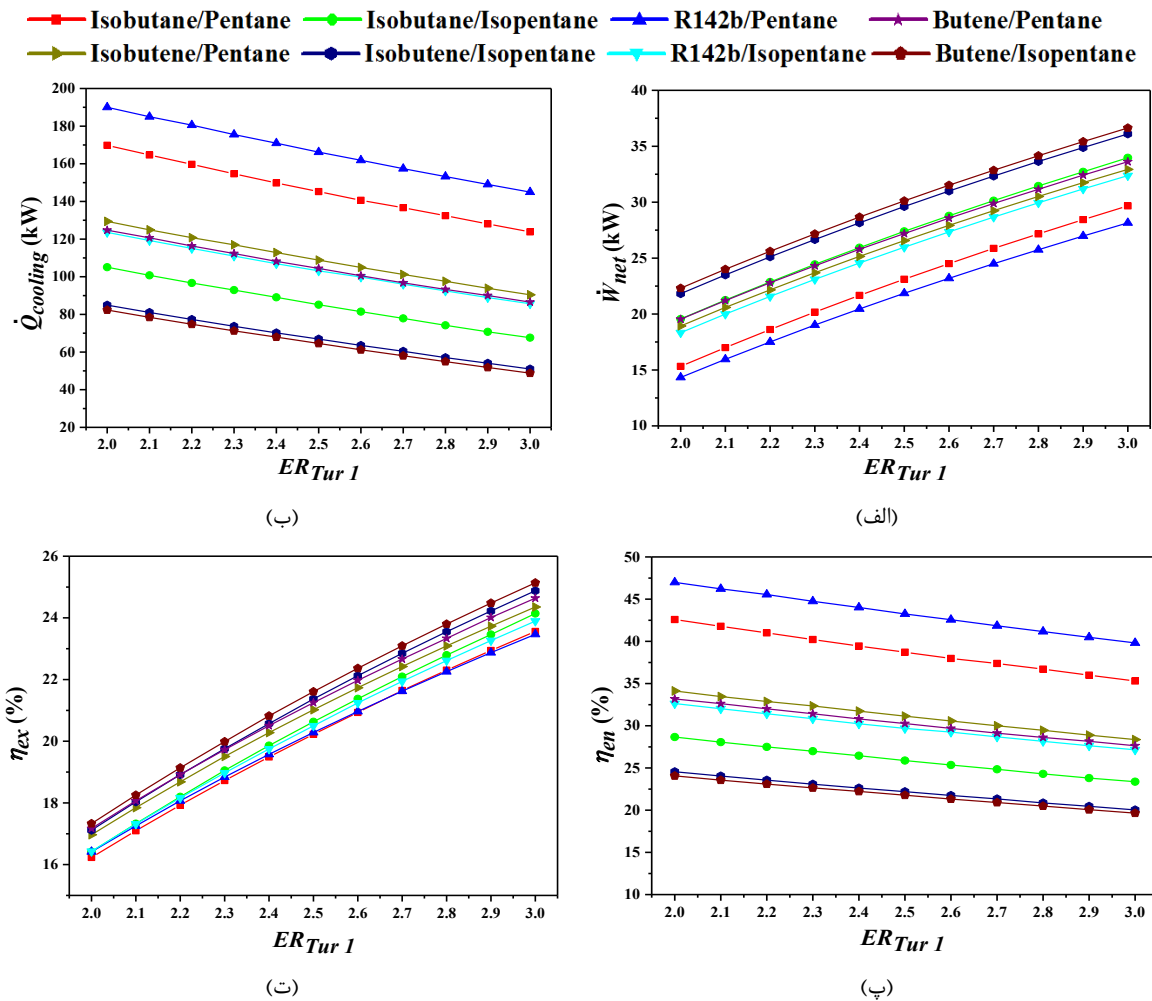 Isobutane/Pentane Isobutane/Isopentane R142b/Pentane Butene/Pentane
Isobutene/Pentane Isobutene/Isopentane R142b/Isopentane Butene/Isopentane
200
180
160
140
120
100
80
60
40
20
Q̇cooling (kW)
2.0 2.1 2.2 2.3 2.4 2.5 2.6 2.7 2.8 2.9 3.0
ERTur 1
(ب)
40
35
30
25
20
15
10
Ẇnet (kW)
2.0 2.1 2.2 2.3 2.4 2.5 2.6 2.7 2.8 2.9 3.0
ERTur 1
(الف)
26
24
22
20
18
16
ηex (%)
2.0 2.1 2.2 2.3 2.4 2.5 2.6 2.7 2.8 2.9 3.0
ERTur 1
(ت)
50
45
40
35
30
25
20
15
10
ηen (%)
2.0 2.1 2.2 2.3 2.4 2.5 2.6 2.7 2.8 2.9 3.0
ERTur 1
(پ)